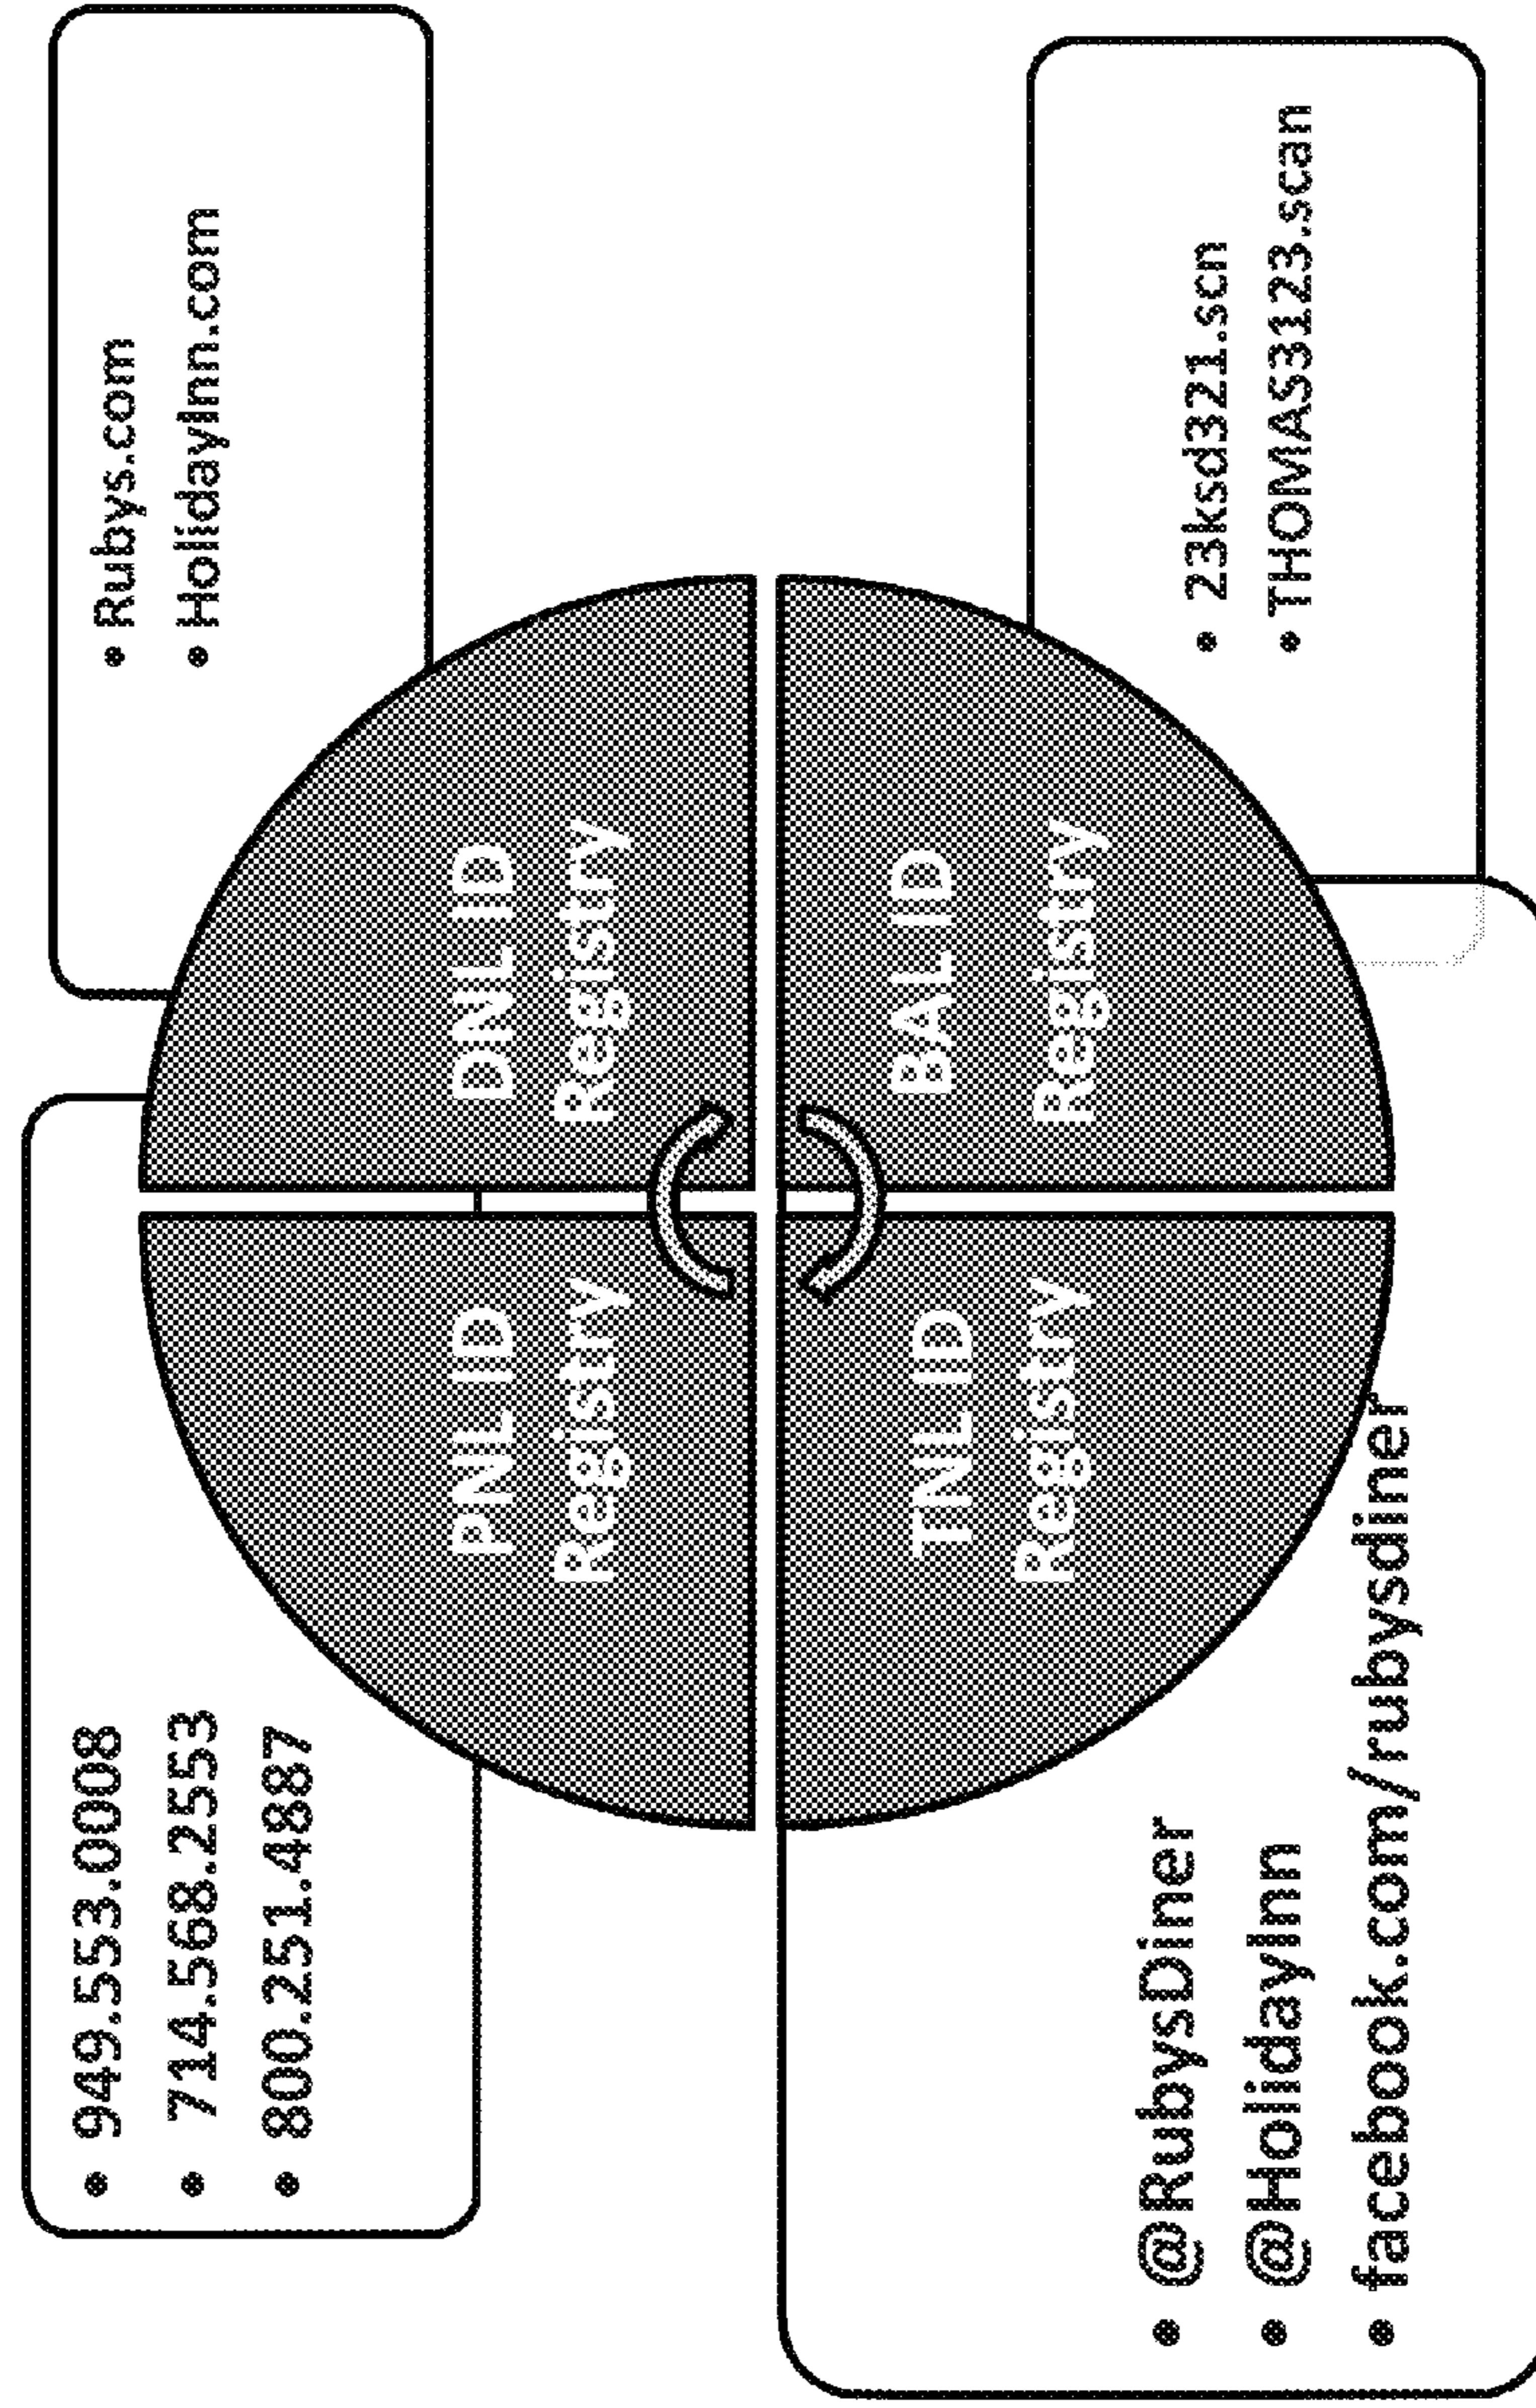 • 949.553.0008
• 714.568.2553
• 800.251.4887
• Rubys.com
• HolidayInn.com
PNLID
Registry
DNLID
Registry
TNLID
Registry
BALID
Registry
• @RubysDiner
• @HolidayInn
• facebook.com/rubysdiner
• 23ksd321.scn
• THOMAS3123.scan